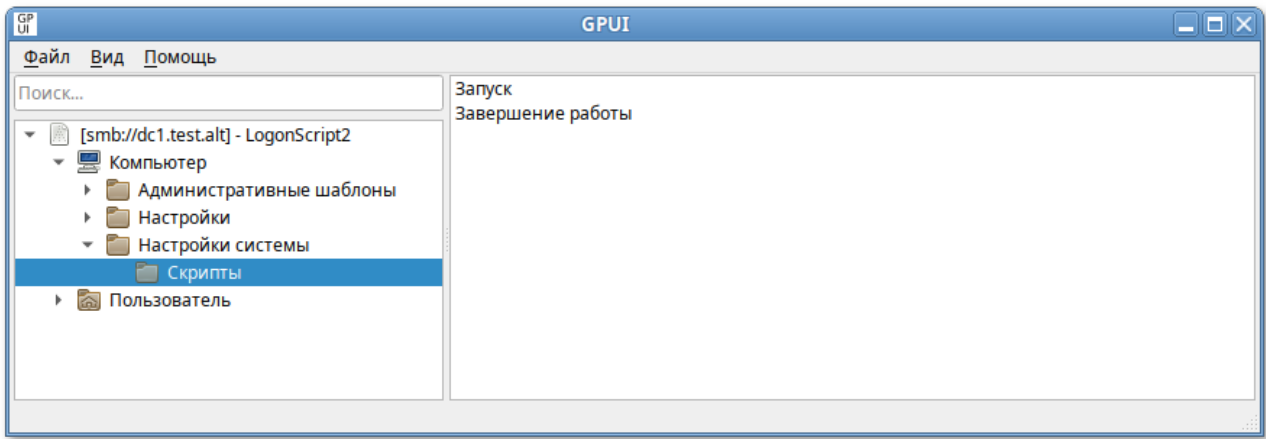 GP
UI
GPUI
Файл Вид Помощь
Поиск...
[smb://dc1.test.alt] - LogonScript2
Компьютер
Административные шаблоны
Настройки
Настройки системы
Скрипты
Пользователь
Запуск
Завершение работы